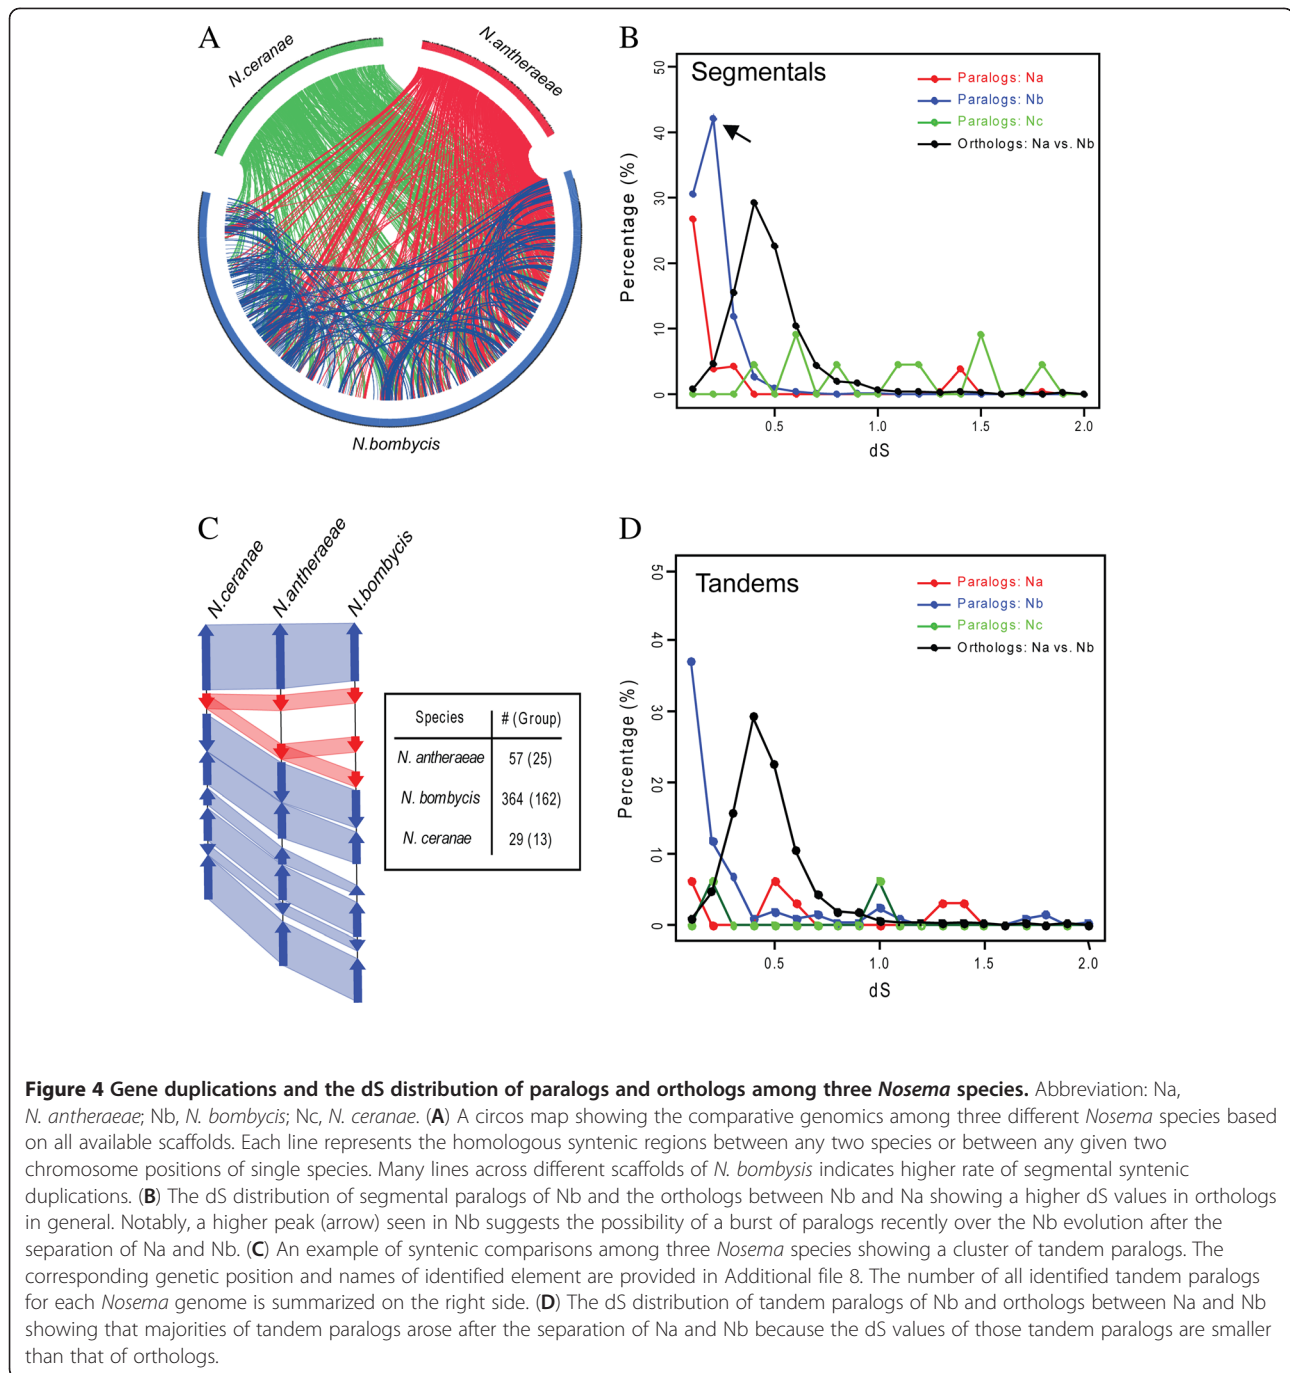 A
N.ceranae
N.antheraeae
N.bombycis
B
Segmentals
Paralogs: Na
Paralogs: Nb
Paralogs: Nc
Orthologs: Na vs. Nb
Percentage (%)
50
40
30
20
10
0
0.5
1.0
1.5
2.0
dS
C
N.ceranae
N.antheraeae
N.bombycis
Species # (Group)
N. antheraeae 57 (25)
N. bombycis 364 (162)
N. ceranae 29 (13)
D
Tandems
Paralogs: Na
Paralogs: Nb
Paralogs: Nc
Orthologs: Na vs. Nb
Percentage (%)
50
40
30
20
10
0
0.5
1.0
1.5
2.0
dS
Figure 4 Gene duplications and the dS distribution of paralogs and orthologs among three Nosema species. Abbreviation: Na,
N. antheraeae; Nb, N. bombycis; Nc, N. ceranae. (A) A circos map showing the comparative genomics among three different Nosema species based
on all available scaffolds. Each line represents the homologous syntenic regions between any two species or between any given two
chromosome positions of single species. Many lines across different scaffolds of N. bombysis indicates higher rate of segmental syntenic
duplications. (B) The dS distribution of segmental paralogs of Nb and the orthologs between Nb and Na showing a higher dS values in orthologs
in general. Notably, a higher peak (arrow) seen in Nb suggests the possibility of a burst of paralogs recently over the Nb evolution after the
separation of Na and Nb. (C) An example of syntenic comparisons among three Nosema species showing a cluster of tandem paralogs. The
corresponding genetic position and names of identified element are provided in Additional file 8. The number of all identified tandem paralogs
for each Nosema genome is summarized on the right side. (D) The dS distribution of tandem paralogs of Nb and orthologs between Na and Nb
showing that majorities of tandem paralogs arose after the separation of Na and Nb because the dS values of those tandem paralogs are smaller
than that of orthologs.